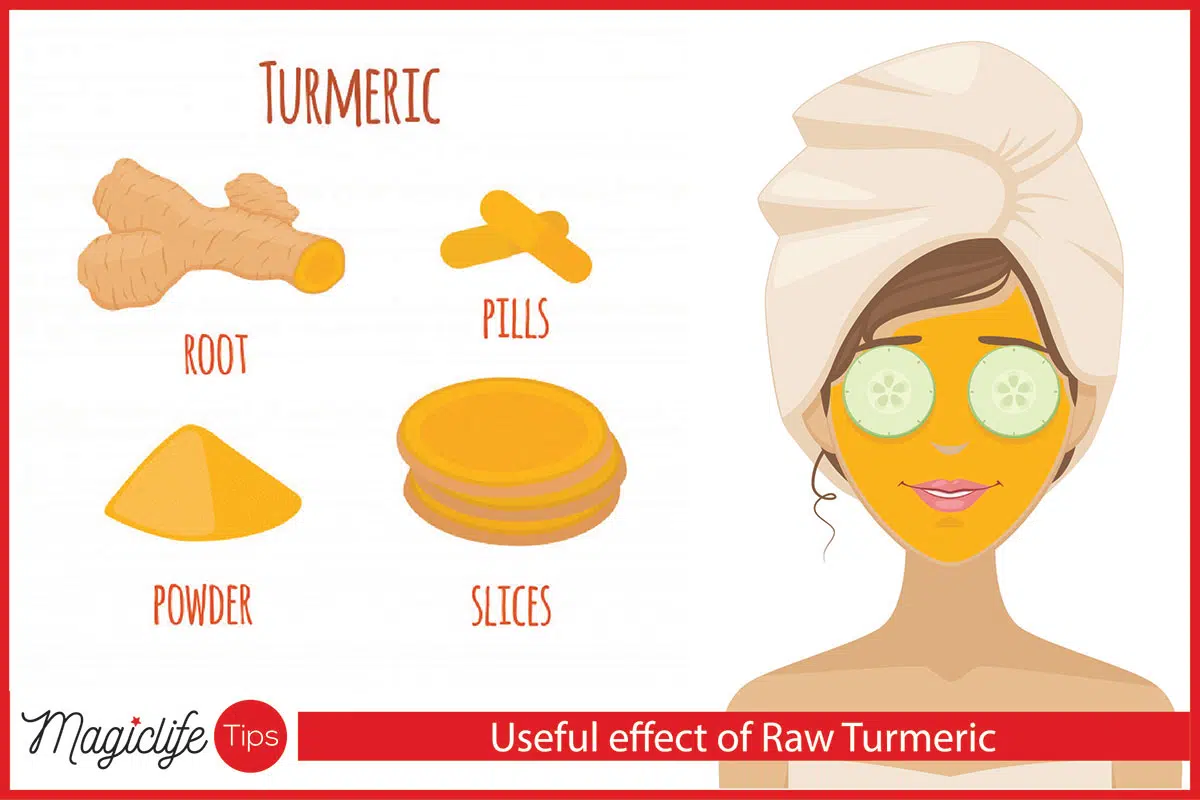 TURMERIC
ROOT
PILLS
POWDER
SLICES
Magiclife Tips
Useful effect of Raw Turmeric